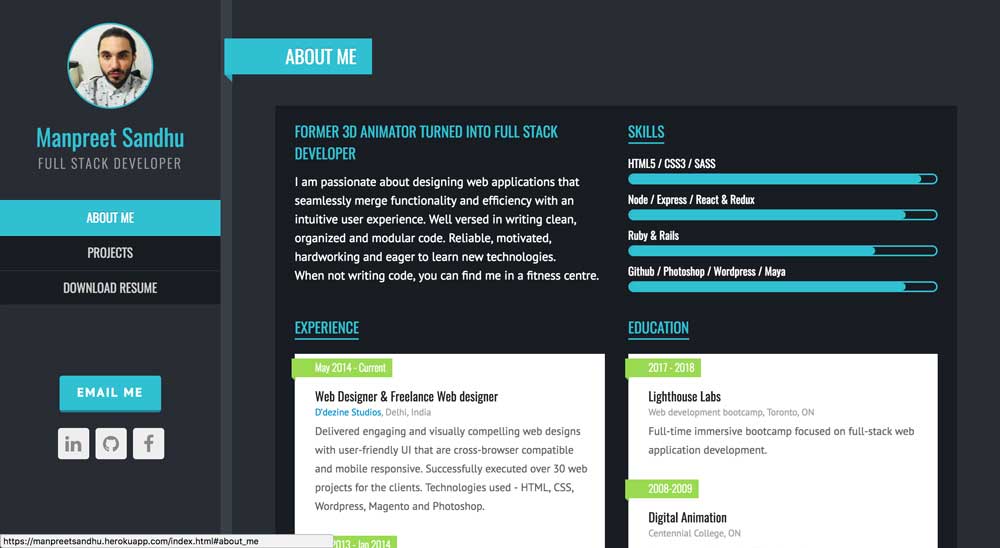 Manpreet Sandhu
FULL STACK DEVELOPER
ABOUT ME
PROJECTS
DOWNLOAD RESUME
EMAIL ME
ABOUT ME
FORMER 3D ANIMATOR TURNED INTO FULL STACK
DEVELOPER
I am passionate about designing web applications that
seamlessly merge functionality and efficiency with an
intuitive user experience. Well versed in writing clean,
organized and modular code. Reliable, motivated,
hardworking and eager to learn new technologies.
When not writing code, you can find me in a fitness centre.
SKILLS
HTML5 / CSS3 / SASS
Node / Express / React & Redux
Ruby & Rails
Github / Photoshop / Wordpress / Maya
EXPERIENCE
May 2014 - Current
Web Designer & Freelance Web designer
D'dezine Studios, Delhi, India
Delivered engaging and visually compelling web designs
with user-friendly UI that are cross-browser compatible
and mobile responsive. Successfully executed over 30 web
projects for the clients. Technologies used - HTML, CSS,
Wordpress, Magento and Photoshop.
2013 - Jan 2014
EDUCATION
2017 - 2018
Lighthouse Labs
Web development bootcamp, Toronto, ON
Full-time immersive bootcamp focused on full-stack web
application development.
2008-2009
Digital Animation
Centennial College, ON
https://manpreetsandhu.herokuapp.com/index.html#about_me